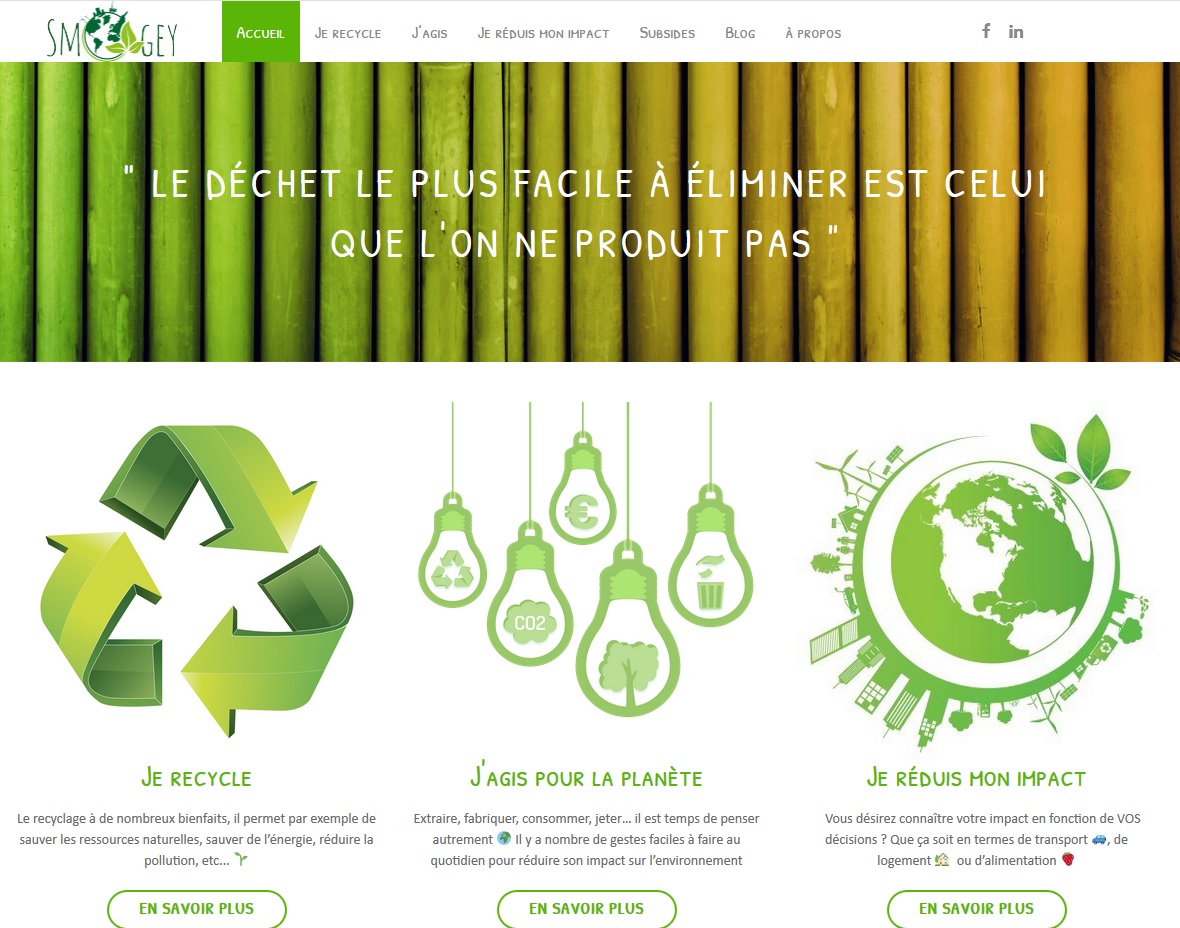 SMOGEY
Accueil
Je recycle
J'agis
Je réduis mon impact
Subsides
Blog
À propos
" LE DÉCHET LE PLUS FACILE À ÉLIMINER EST CELUI
QUE L'ON NE PRODUIT PAS "
€
CO2
Je recycle
Le recyclage à de nombreux bienfaits, il permet par exemple de
sauver les ressources naturelles, sauver de l’énergie, réduire la
pollution, etc... 🌱
EN SAVOIR PLUS
J'agis pour la planète
Extraire, fabriquer, consommer, jeter... il est temps de penser
autrement 🌍 Il y a nombre de gestes faciles à faire au
quotidien pour réduire son impact sur l’environnement
EN SAVOIR PLUS
Je réduis mon impact
Vous désirez connaître votre impact en fonction de VOS
décisions ? Que ça soit en termes de transport 🚙, de
logement 🏡 ou d’alimentation 🍓
EN SAVOIR PLUS